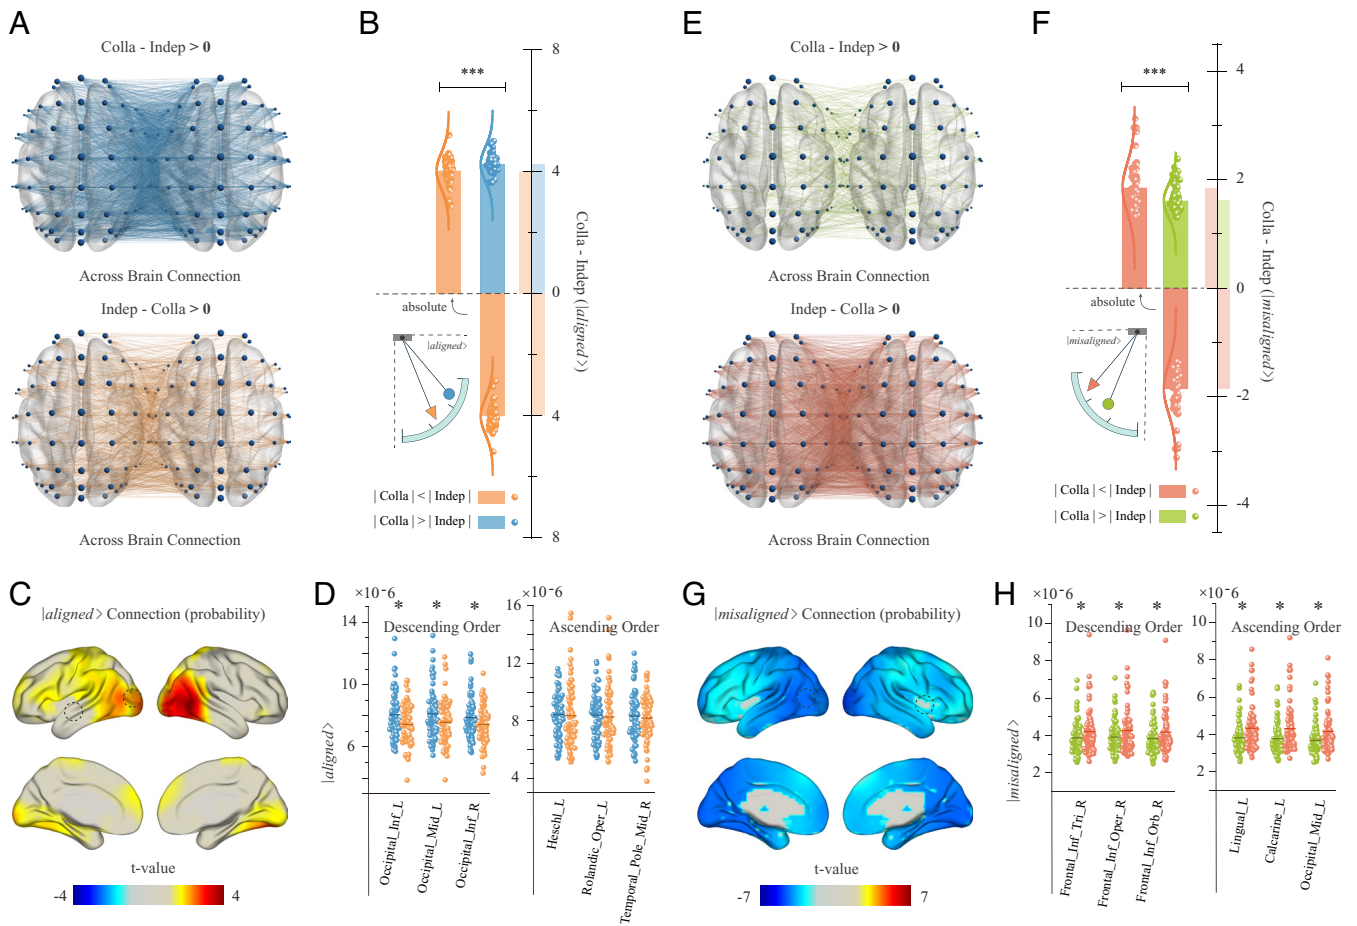 A
Colla - Indep > 0
Across Brain Connection
Indep - Colla > 0
Across Brain Connection
B
***
8
4
0
4
8
Colla - Indep (|aligned>)
absolute
|aligned>
| Colla | < | Indep |
| Colla | > | Indep |
C
|aligned> Connection (probability)
t-value
-4
4
D
×10⁻⁶
* * *
Descending Order
14
10
6
|aligned>
Occipital_Inf_L
Occipital_Mid_L
Occipital_Inf_R
×10⁻⁶
16
Ascending Order
12
8
4
Heschl_L
Rolandic_Oper_L
Temporal_Pole_Mid_R
E
Colla - Indep > 0
Across Brain Connection
Indep - Colla > 0
Across Brain Connection
F
***
4
2
0
-2
-4
Colla - Indep (|misaligned>)
absolute
|misaligned>
| Colla | < | Indep |
| Colla | > | Indep |
G
|misaligned> Connection (probability)
t-value
-7
7
H
×10⁻⁶
* * *
Descending Order
10
8
6
4
2
|misaligned>
Frontal_Inf_Tri_R
Frontal_Inf_Oper_R
Frontal_Inf_Orb_R
×10⁻⁶
* * *
Ascending Order
10
8
6
4
2
Lingual_L
Calcarine_L
Occipital_Mid_L